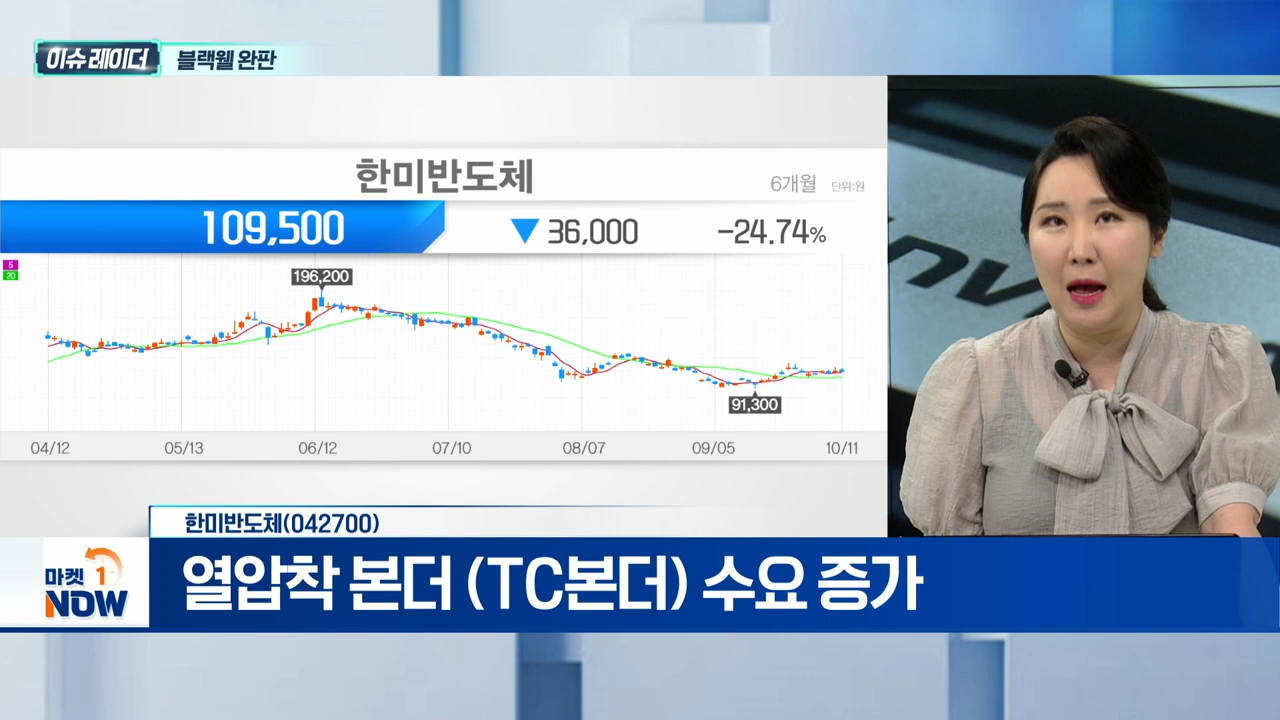 이슈 레이더 블랙웰 완판
한미반도체
6개월 단위:원
109,500 ▼ 36,000 -24.74%
5
20
196,200
91,300
04/12 05/13 06/12 07/10 08/07 09/05 10/11
한미반도체(042700)
마켓 1
NOW
열압착 본더 (TC본더) 수요 증가